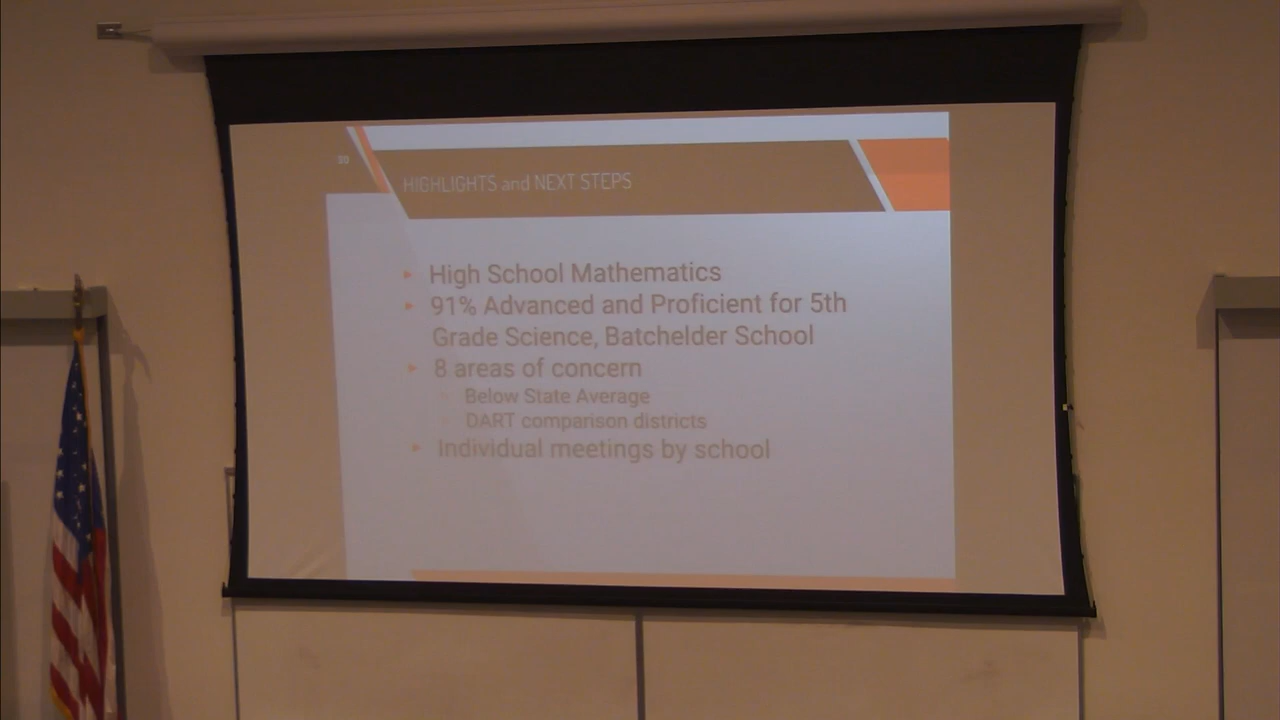 20
HIGHLIGHTS and NEXT STEPS
High School Mathematics
91% Advanced and Proficient for 5th
Grade Science, Batchelder School
8 areas of concern
Below State Average
DART comparison districts
Individual meetings by school